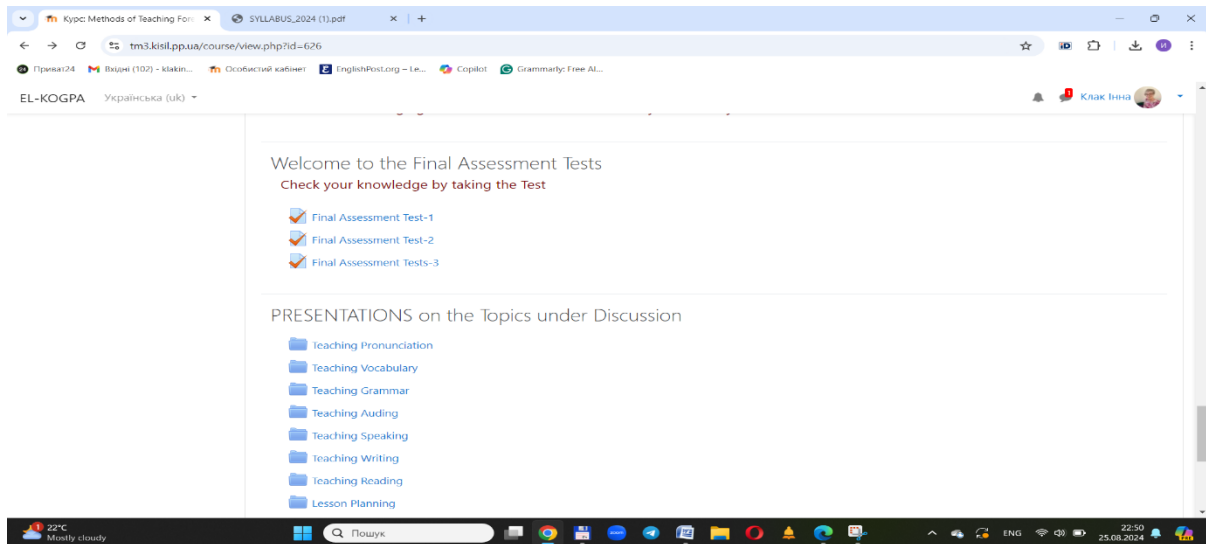 Курс: Methods of Teaching For
SYLLABUS_2024 (1).pdf
tm3.kisil.pp.ua/course/view.php?id=626
Приват24
Вхідні (102) - klakin...
Особистий кабінет
EnglishPost.org – Le...
Copilot
Grammarly: Free AI...
EL-KOGPA
Українська (uk)
1
Клак Інна
Welcome to the Final Assessment Tests
Check your knowledge by taking the Test
Final Assessment Test-1
Final Assessment Test-2
Final Assessment Tests-3
PRESENTATIONS on the Topics under Discussion
Teaching Pronunciation
Teaching Vocabulary
Teaching Grammar
Teaching Auding
Teaching Speaking
Teaching Writing
Teaching Reading
Lesson Planning
1
22°C
Mostly cloudy
Пошук
ENG
22:50
25.08.2024